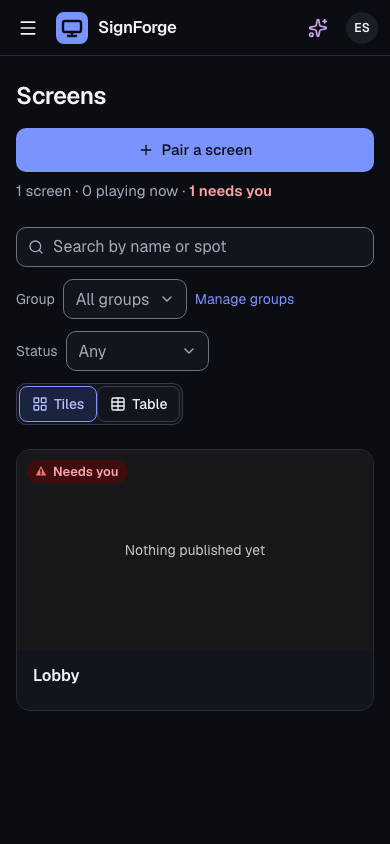 SignForge
ES
Screens
Pair a screen
1 screen · 0 playing now · 1 needs you
Search by name or spot
Group All groups Manage groups
Status Any
Tiles Table
Needs you
Nothing published yet
Lobby